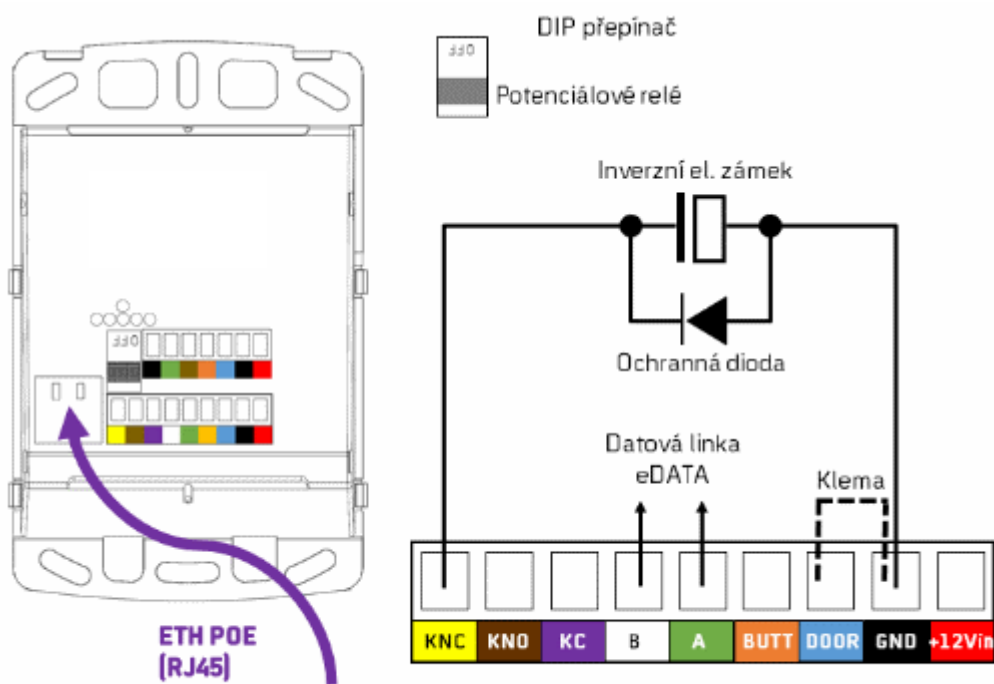 DIP přepínač
OFF
Potenciálové relé
Inverzní el. zámek
Ochranná dioda
OFF
Datová linka
eDATA
Klema
KNC KNO KC B A BUTT DOOR GND +12Vin
ETH POE
(RJ45)